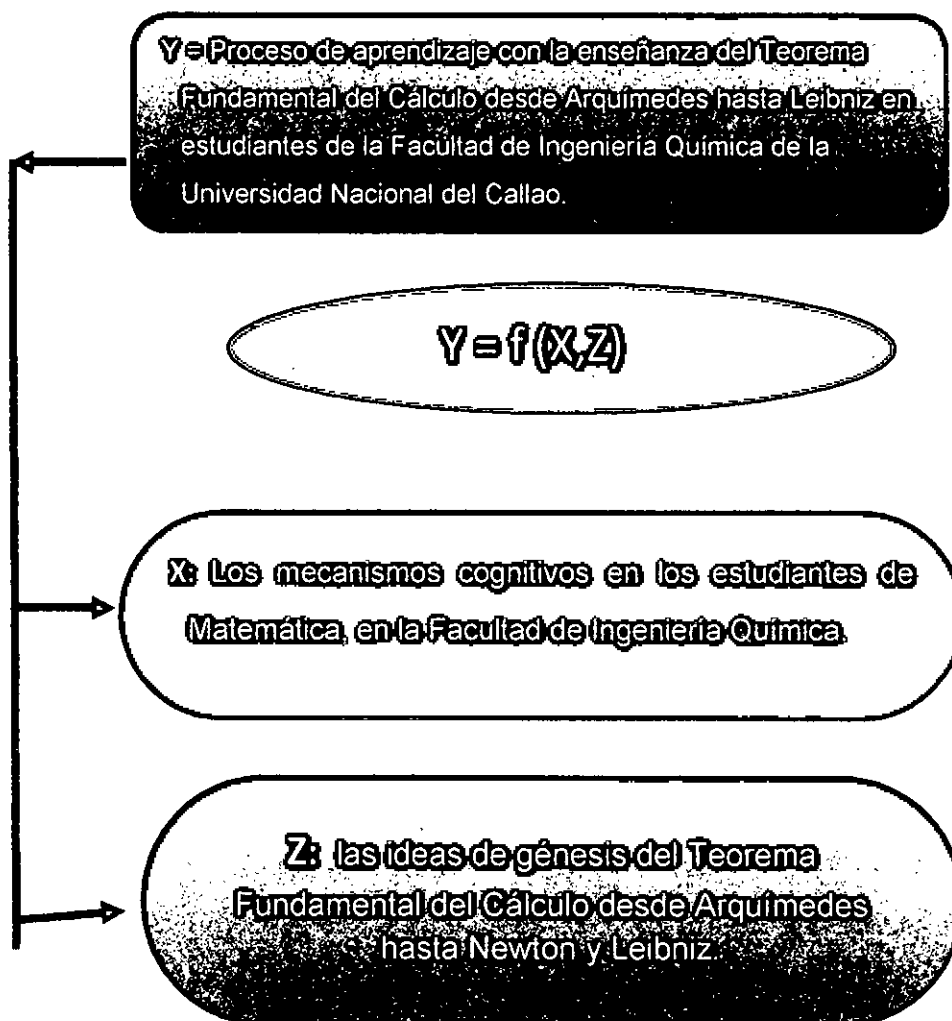 Y = Proceso de aprendizaje con la enseñanza del Teorema
Fundamental del Cálculo desde Arquímedes hasta Leibniz en
estudiantes de la Facultad de Ingeniería Química de la
Universidad Nacional del Callao.
Y = f (X,Z)
X: Los mecanismos cognitivos en los estudiantes de
Matemática, en la Facultad de Ingeniería Química.
Z: las ideas de génesis del Teorema
Fundamental del Cálculo desde Arquímedes
hasta Newton y Leibniz.